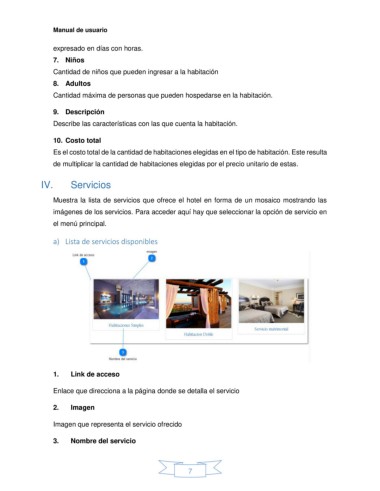 Manual de usuario
expresado en días con horas.
7. Niños
Cantidad de niños que pueden ingresar a la habitación
8. Adultos
Cantidad máxima de personas que pueden hospedarse en la habitación.
9. Descripción
Describe las características con las que cuenta la habitación.
10. Costo total
Es el costo total de la cantidad de habitaciones elegidas en el tipo de habitación. Este resulta
de multiplicar la cantidad de habitaciones elegidas por el precio unitario de estas.
IV. Servicios
Muestra la lista de servicios que ofrece el hotel en forma de un mosaico mostrando las
imágenes de los servicios. Para acceder aquí hay que seleccionar la opción de servicio en
el menú principal.
a) Lista de servicios disponibles
Link de acceso
Imagen
1
2
Habitaciones
Servicio
3
Nombre del servicio
1. Link de acceso
Enlace que direcciona a la página donde se detalla el servicio
2. Imagen
Imagen que representa el servicio ofrecido
3. Nombre del servicio
7